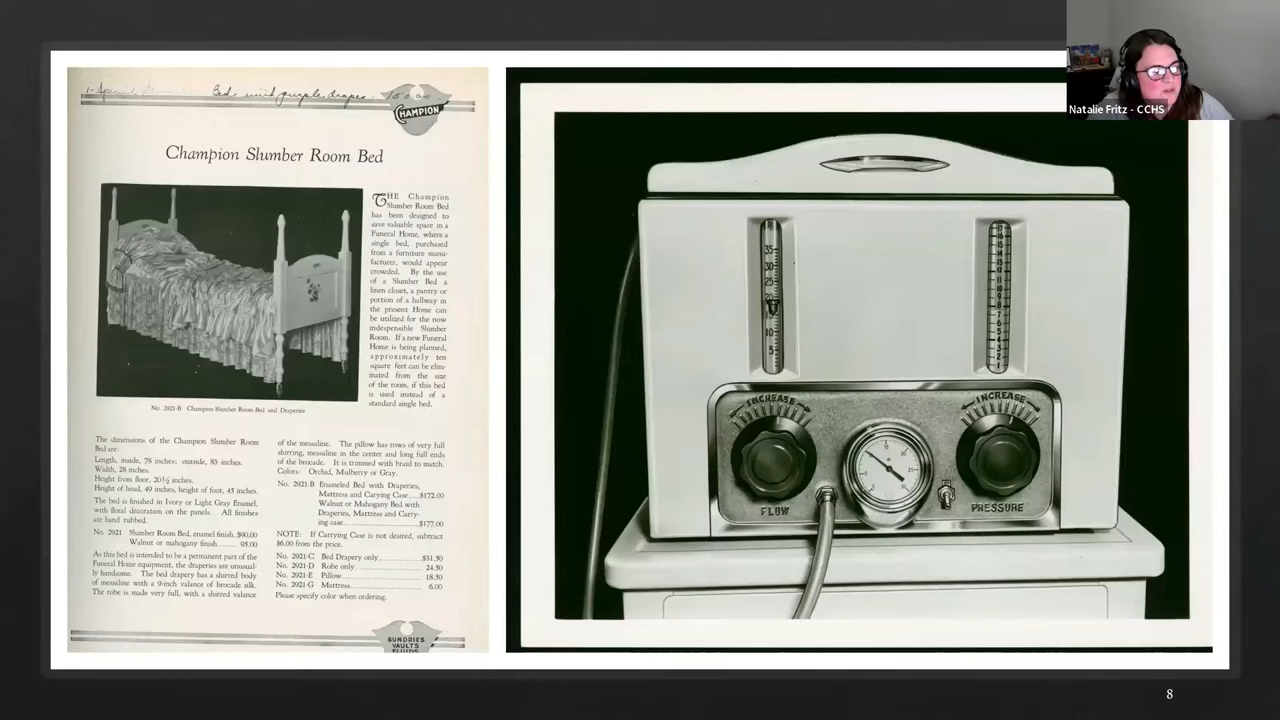 Bed with purple drapes
CHAMPION
Champion Slumber Room Bed
THE Champion
Slumber Room Bed
has been designed to
save valuable space in a
Funeral Home, where a
single bed, purchased
from a furniture manu-
facturer, would appear
crowded. By the use
of a Slumber Bed a
linen closet, a pantry or
portion of a hallway in
the present Home can
be utilized for the now
indespensible Slumber
Room. If a new Funeral
Home is being planned,
approximately ten
square feet can be elim-
inated from the size
of the room, if this bed
is used instead of a
standard single bed.
No. 2921-B Champion Slumber Room Bed and Draperies
The dimensions of the Champion Slumber Room
Bed are:
Length, inside, 78 inches; outside, 83 inches.
Width, 28 inches.
Height from floor, 20½ inches.
Height of head, 49 inches, height of foot, 45 inches.
The bed is finished in Ivory or Light Gray Enamel,
with floral decoration on the panels. All finishes
are hand rubbed.
No. 2921 Slumber Room Bed, enamel finish $90.00
Walnut or mahogany finish 95.00
As this bed is intended to be a permanent part of the
Funeral Home equipment, the draperies are unusual-
ly handsome. The bed drapery has a shirred body
of messaline with a 9-inch valance of brocade silk.
The robe is made very full, with a shirred valance
of the messaline. The pillow has rows of very full
shirring, messaline in the center and long full ends
of the brocade. It is trimmed with braid to match.
Colors: Orchid, Mulberry or Gray.
No. 2921-B Enameled Bed with Draperies,
Mattress and Carying Case $172.00
Walnut or Mahogany Bed with
Draperies, Mattress and Carry-
ing case $177.00
NOTE: If Carrying Case is not desired, subtract
$6.00 from the price.
No. 2921-C Bed Drapery only $31.50
No. 2921-D Robe only 24.50
No. 2921-E Pillow 18.50
No. 2921-G Mattress 6.00
Please specify color when ordering.
SUNDRIES
VAULTS
FLUIDS
INCREASE
INCREASE
FLOW
PRESSURE
Natalie Fritz - CCHS
8